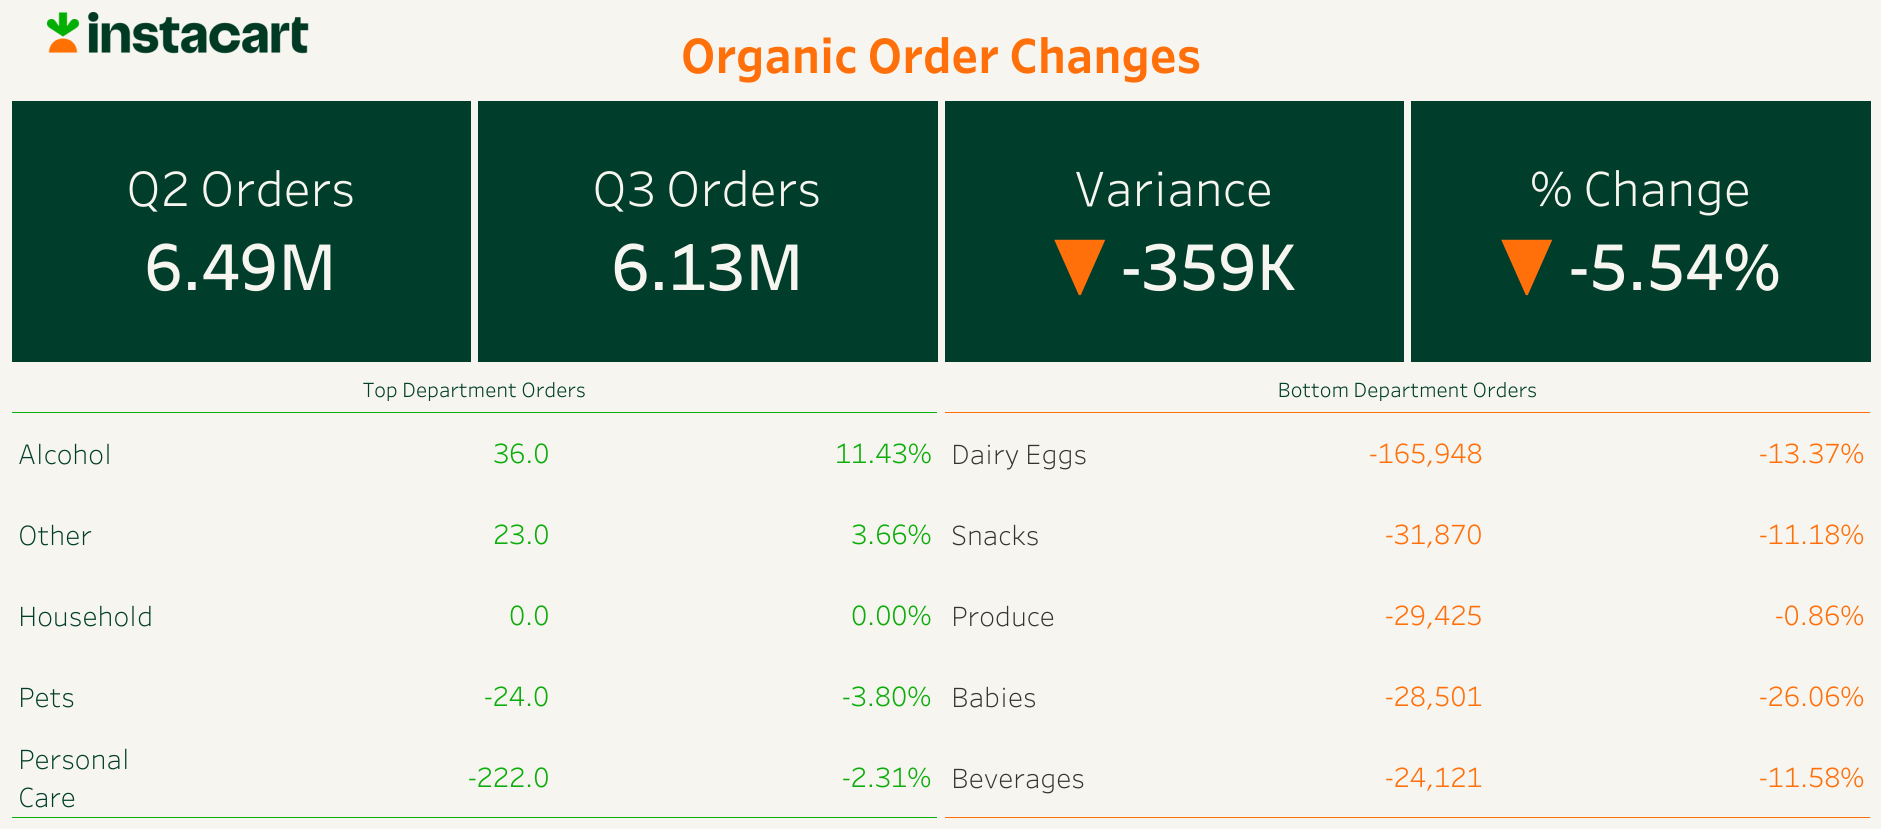 instacart
Organic Order Changes
Q2 Orders
6.49M
Q3 Orders
6.13M
Variance
▼ -359K
% Change
▼ -5.54%
Top Department Orders
Alcohol 36.0 11.43%
Other 23.0 3.66%
Household 0.0 0.00%
Pets -24.0 -3.80%
Personal
Care -222.0 -2.31%
Bottom Department Orders
Dairy Eggs -165,948 -13.37%
Snacks -31,870 -11.18%
Produce -29,425 -0.86%
Babies -28,501 -26.06%
Beverages -24,121 -11.58%